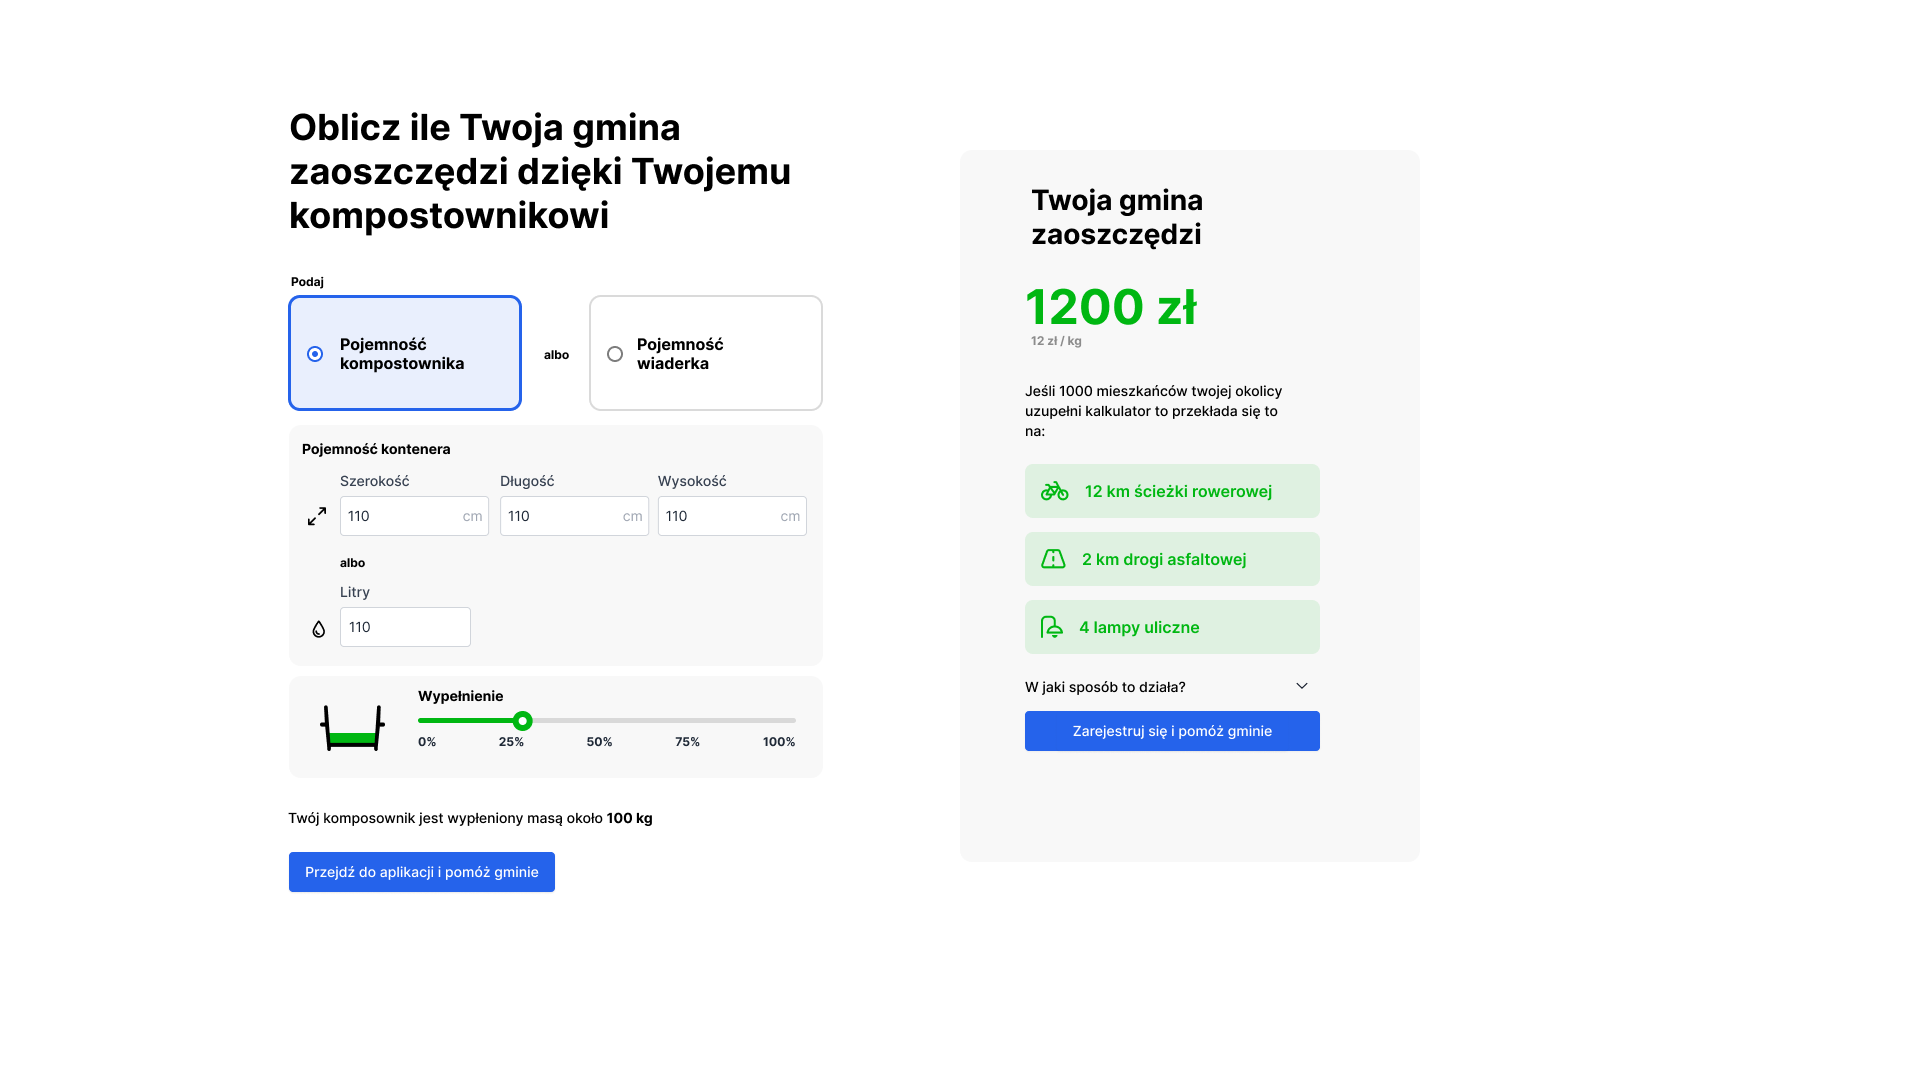 Oblicz ile Twoja gmina
zaoszczędzi dzięki Twojemu
kompostownikowi
Podaj
Pojemność
kompostownika
albo
Pojemność
wiaderka
Pojemność kontenera
Szerokość Długość Wysokość
110 cm 110 cm 110 cm
albo
Litry
110
Wypełnienie
0% 25% 50% 75% 100%
Twój komposownik jest wypłeniony masą około 100 kg
Przejdź do aplikacji i pomóż gminie
Twoja gmina
zaoszczędzi
1200 zł
12 zł / kg
Jeśli 1000 mieszkańców twojej okolicy
uzupełni kalkulator to przekłada się to
na:
12 km ścieżki rowerowej
2 km drogi asfaltowej
4 lampy uliczne
W jaki sposób to działa?
Zarejestruj się i pomóż gminie